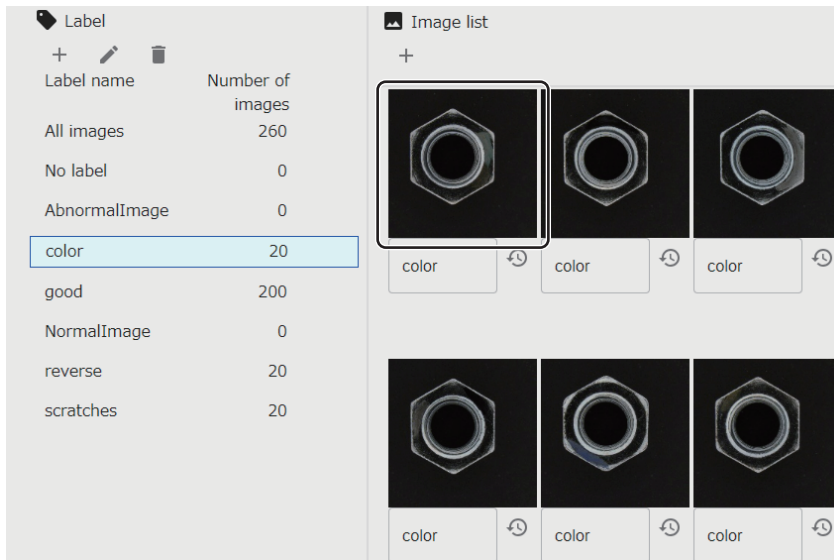 Label
Label name Number of
images
All images 260
No label 0
AbnormalImage 0
color 20
good 200
NormalImage 0
reverse 20
scratches 20
Image list
color color color
color color color